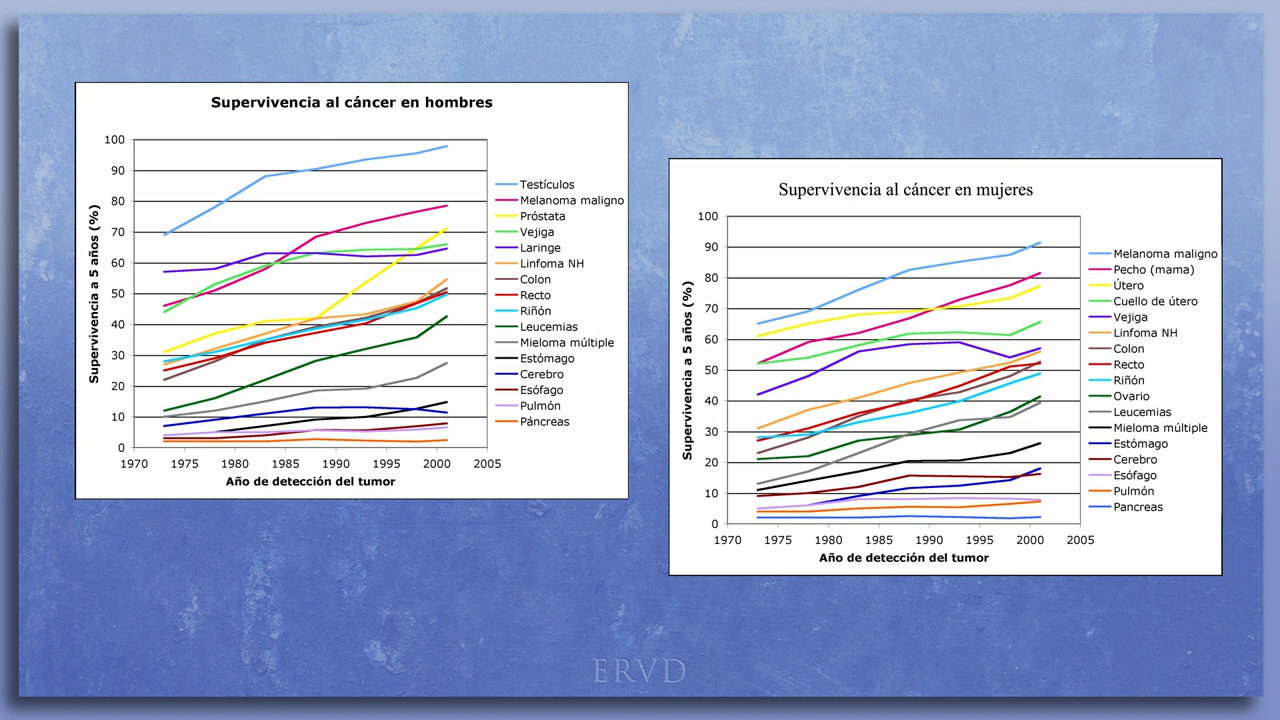 Supervivencia al cáncer en hombres
Supervivencia a 5 años (%)
100
90
80
70
60
50
40
30
20
10
0
1970 1975 1980 1985 1990 1995 2000 2005
Año de detección del tumor
Testículos
Melanoma maligno
Próstata
Vejiga
Laringe
Linfoma NH
Colon
Recto
Riñón
Leucemias
Mieloma múltiple
Estómago
Cerebro
Esófago
Pulmón
Páncreas
Supervivencia al cáncer en mujeres
Supervivencia a 5 años (%)
100
90
80
70
60
50
40
30
20
10
0
1970 1975 1980 1985 1990 1995 2000 2005
Año de detección del tumor
Melanoma maligno
Pecho (mama)
Útero
Cuello de útero
Vejiga
Linfoma NH
Colon
Recto
Riñón
Ovario
Leucemias
Mieloma múltiple
Estómago
Cerebro
Esófago
Pulmón
Pancreas
ERVD